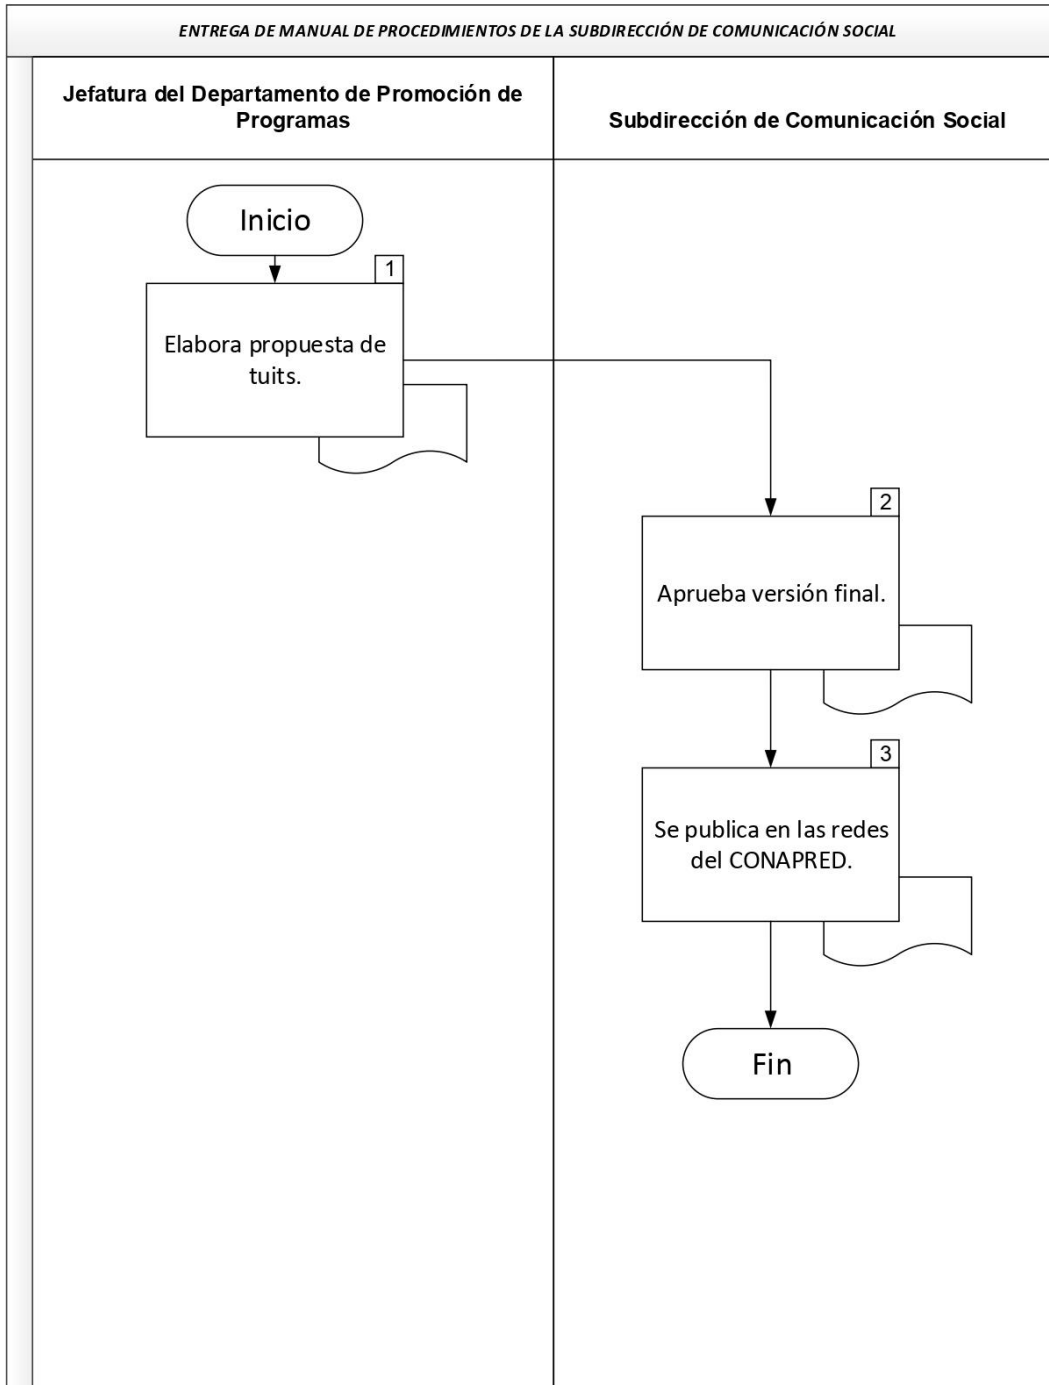 ENTREGA DE MANUAL DE PROCEDIMIENTOS DE LA SUBDIRECCIÓN DE COMUNICACIÓN SOCIAL
Jefatura del Departamento de Promoción de
Programas
Subdirección de Comunicación Social
Inicio
1
Elabora propuesta de
tuits.
2
Aprueba versión final.
3
Se publica en las redes
del CONAPRED.
Fin